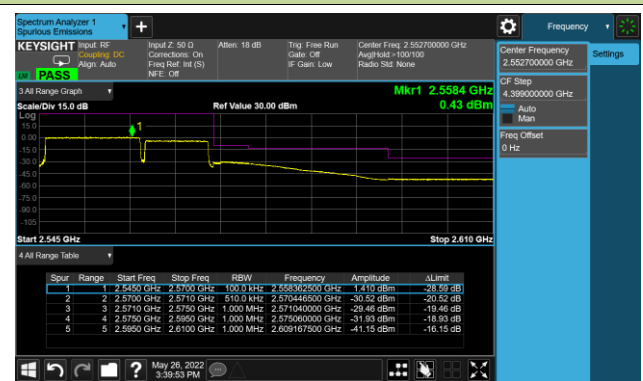 Spectrum Analyzer 1
Spurious Emissions
+
Frequency
KEYSIGHT
Input: RF
Coupling: DC
Align: Auto
Input Z: 50 Ω
Corrections: On
Freq Ref: Int (S)
NFE: Off
Atten: 18 dB
Trig: Free Run
Gate: Off
IF Gain: Low
Center Freq: 2.552700000 GHz
Avg|Hold:>100/100
Radio Std: None
PASS
Center Frequency
2.552700000 GHz
Settings
CF Step
4.399000000 GHz
Auto
Man
Freq Offset
0 Hz
3 All Range Graph
Mkr1 2.5584 GHz
0.43 dBm
Scale/Div 15.0 dB
Ref Value 30.00 dBm
Log
15.0
0.00
-15.0
-30.0
-45.0
-60.0
-75.0
-90.0
-105
1
Start 2.545 GHz
Stop 2.610 GHz
4 All Range Table
Spur Range Start Freq Stop Freq RBW Frequency Amplitude ΔLimit
1 1 2.5450 GHz 2.5700 GHz 100.0 kHz 2.558362500 GHz 1.410 dBm -28.59 dB
2 2 2.5700 GHz 2.5710 GHz 510.0 kHz 2.570446500 GHz -30.52 dBm -20.52 dB
3 3 2.5710 GHz 2.5750 GHz 1.000 MHz 2.571040000 GHz -29.46 dBm -19.46 dB
4 4 2.5750 GHz 2.5950 GHz 1.000 MHz 2.575060000 GHz -31.93 dBm -18.93 dB
5 5 2.5950 GHz 2.6100 GHz 1.000 MHz 2.609167500 GHz -41.15 dBm -16.15 dB
?
May 26, 2022
3:39:53 PM